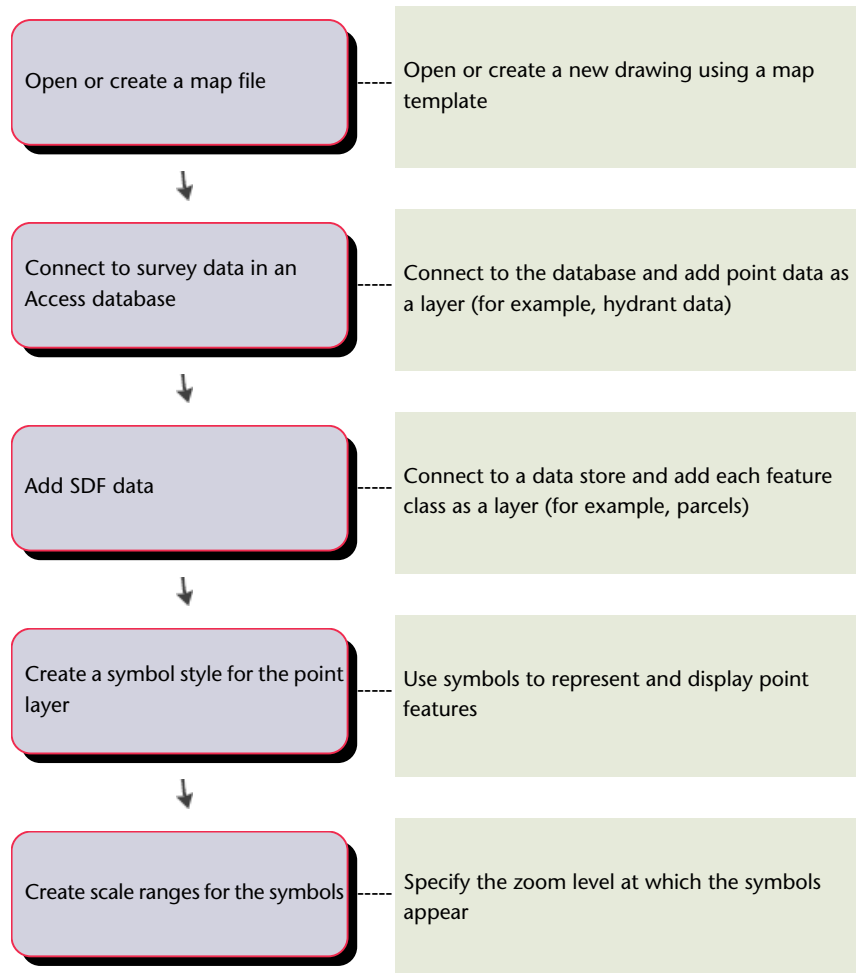 Open or create a map file
Open or create a new drawing using a map
template
Connect to survey data in an
Access database
Connect to the database and add point data as
a layer (for example, hydrant data)
Add SDF data
Connect to a data store and add each feature
class as a layer (for example, parcels)
Create a symbol style for the point
layer
Use symbols to represent and display point
features
Create scale ranges for the symbols
Specify the zoom level at which the symbols
appear